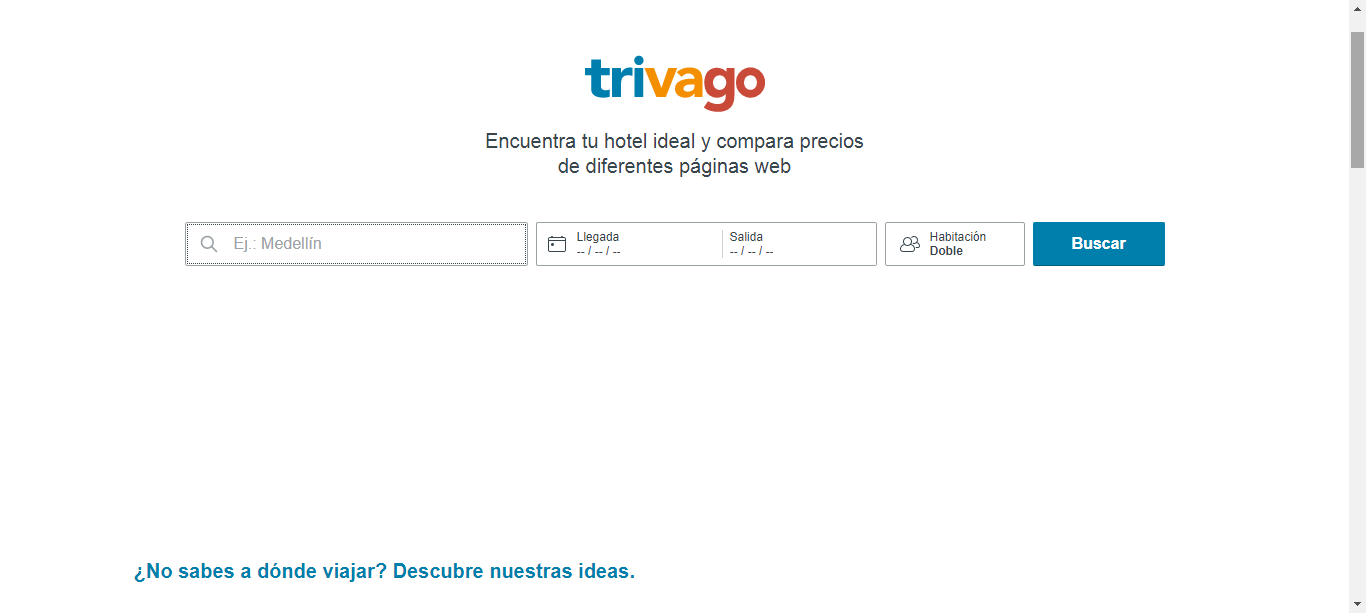 trivago
Encuentra tu hotel ideal y compara precios
de diferentes páginas web
Ej.: Medellín
Llegada
-- / -- / --
Salida
-- / -- / --
Habitación
Doble
Buscar
¿No sabes a dónde viajar? Descubre nuestras ideas.